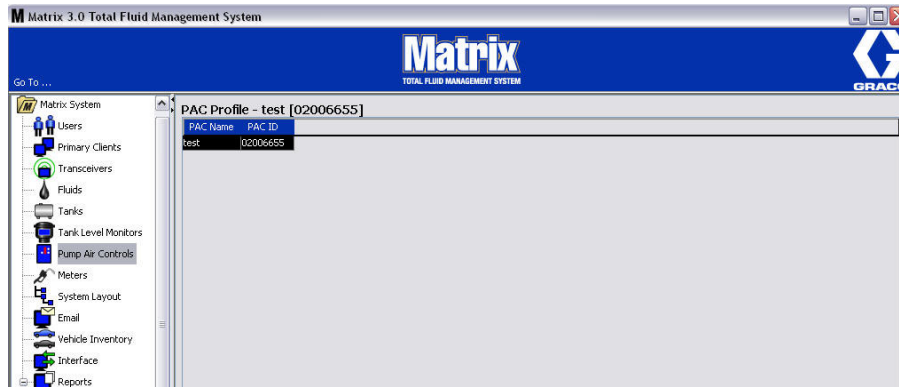 M Matrix 3.0 Total Fluid Management System
Matrix
TOTAL FLUID MANAGEMENT SYSTEM
Go To ...
GRACO
Matrix System
Users
Primary Clients
Transceivers
Fluids
Tanks
Tank Level Monitors
Pump Air Controls
Meters
System Layout
Email
Vehicle Inventory
Interface
Reports
PAC Profile - test [02006655]
PAC Name PAC ID
test 02006655